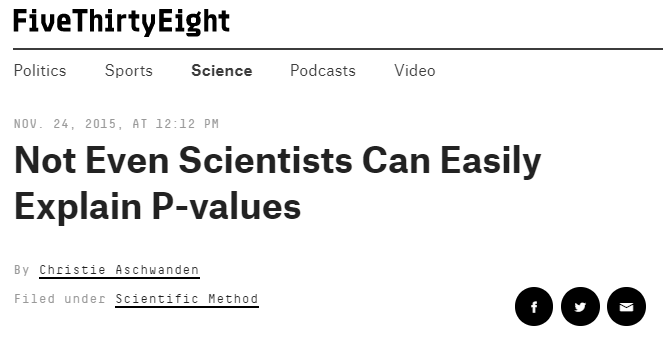 FiveThirtyEight
Politics Sports Science Podcasts Video
NOV. 24, 2015, AT 12:12 PM
Not Even Scientists Can Easily
Explain P-values
By Christie Aschwanden
Filed under Scientific Method